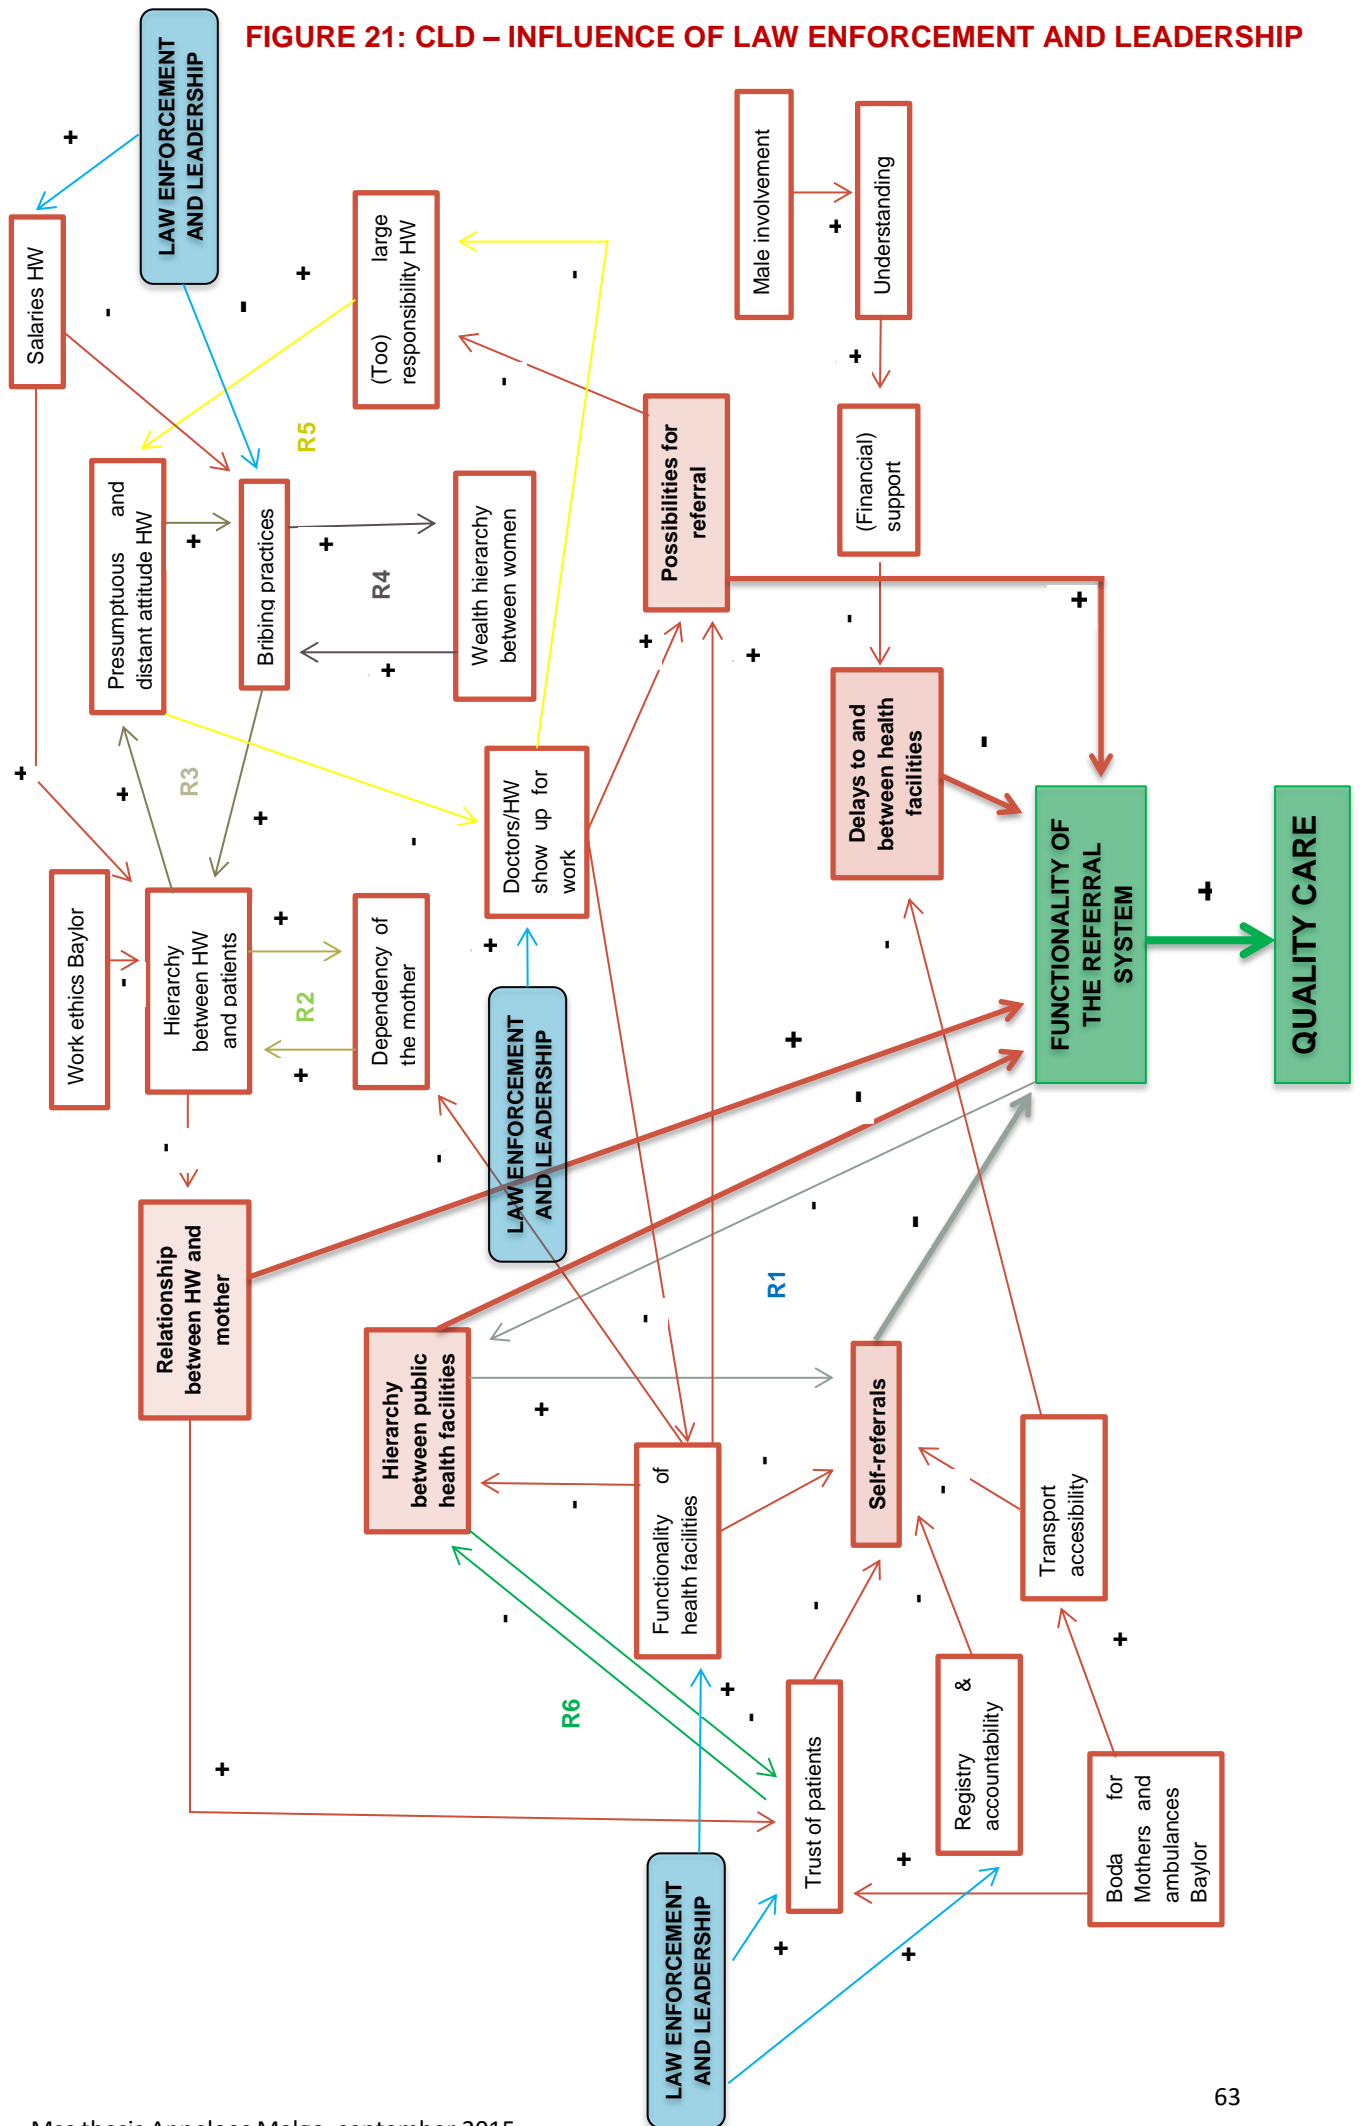 FIGURE 21: CLD – INFLUENCE OF LAW ENFORCEMENT AND LEADERSHIP
LAW ENFORCEMENT
AND LEADERSHIP
+
+
Salaries HW
-
-
+
Presumptuous and
distant attitude HW
+
Bribing practices
R5
(Too) large
responsibility HW
-
-
+
+
R4
Wealth hierarchy
between women
Male involvement
+
Understanding
+
(Financial)
support
-
Possibilities for
referral
+
+
+
+
Work ethics Baylor
-
Hierarchy
between HW
and patients
+
R3
+
+
R2
+
-
Dependency of
the mother
-
Doctors/HW
show up for
work
+
LAW ENFORCEMENT
AND LEADERSHIP
Delays to and
between health
facilities
-
-
FUNCTIONALITY OF
THE REFERRAL
SYSTEM
+
QUALITY CARE
-
Relationship
between HW and
mother
+
-
-
-
R1
Hierarchy
between public
health facilities
+
-
-
-
Functionality of
health facilities
-
Self-referrals
-
-
-
Transport
accesibility
+
R6
-
+
-
+
Trust of patients
Registry &
accountability
Boda for
Mothers and
ambulances
Baylor
+
+
+
LAW ENFORCEMENT
AND LEADERSHIP
63